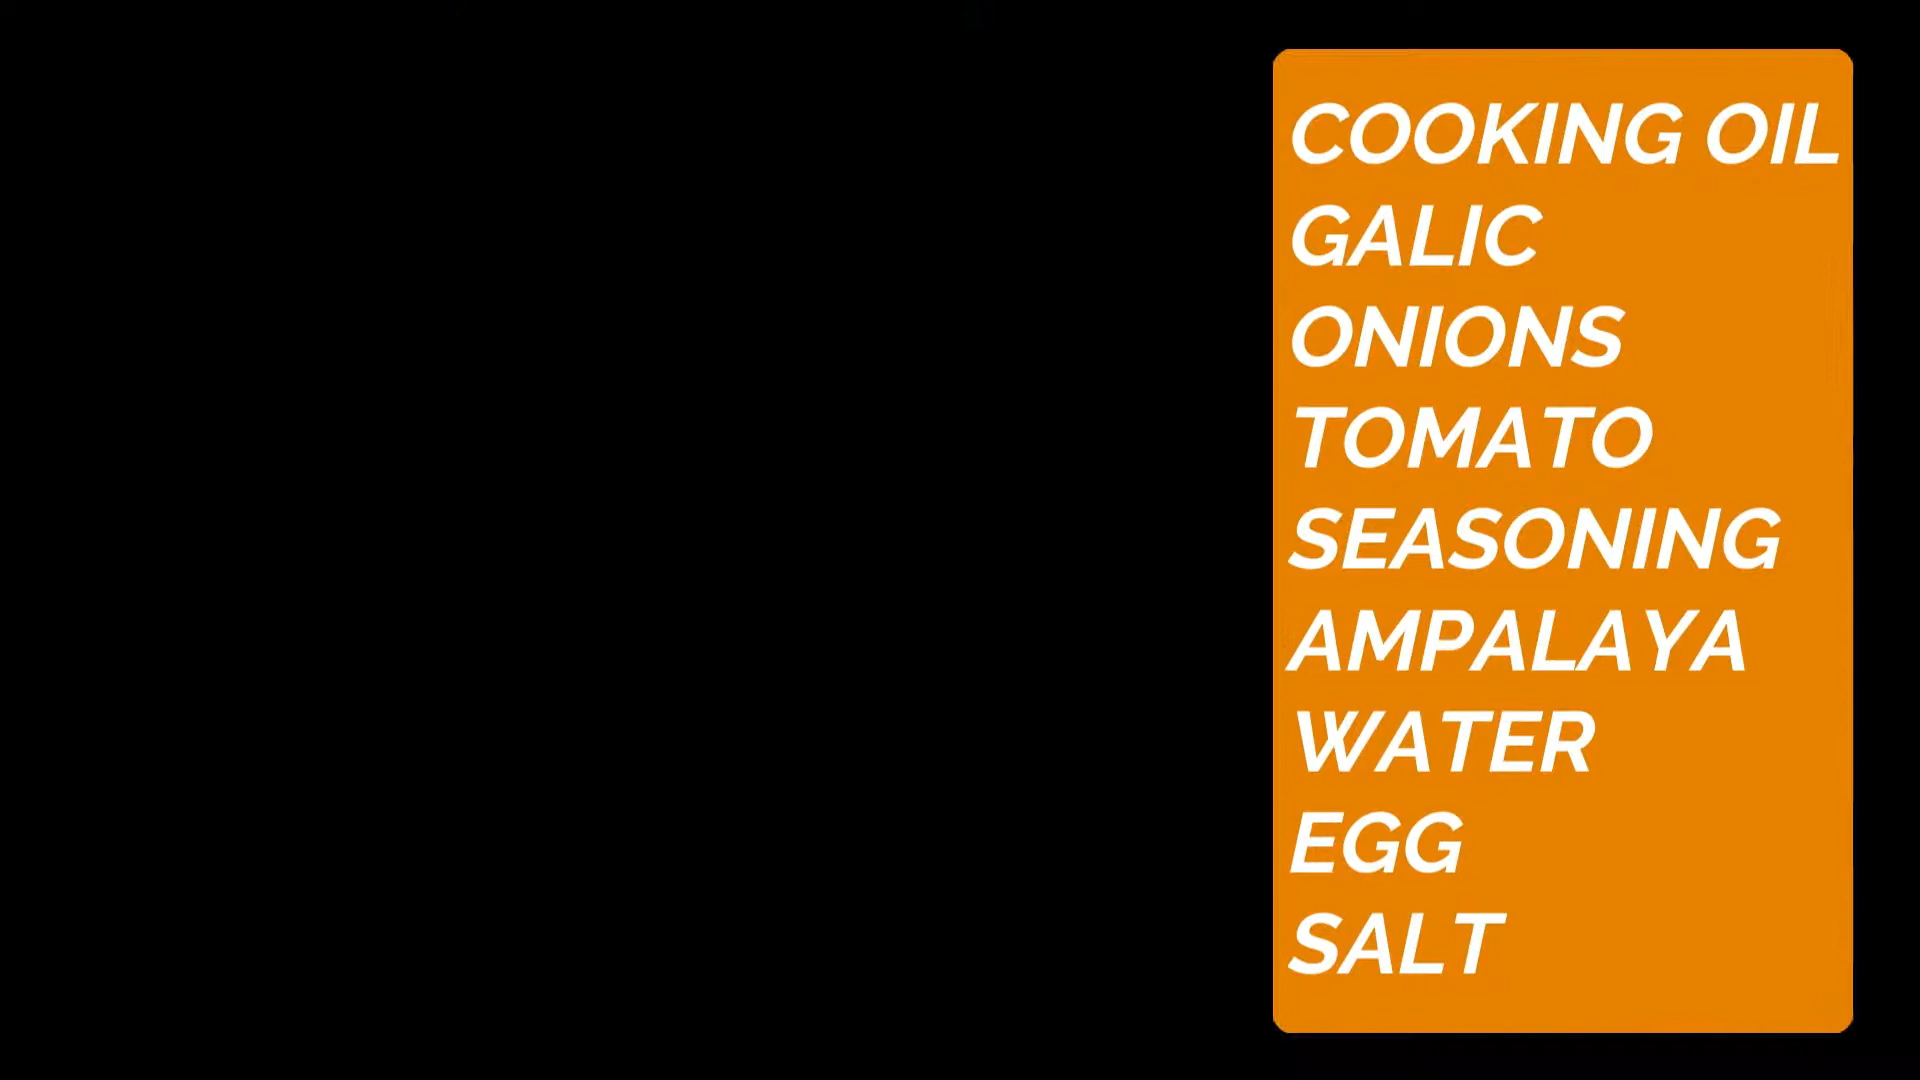 COOKING OIL
GALIC
ONIONS
TOMATO
SEASONING
AMPALAYA
WATER
EGG
SALT